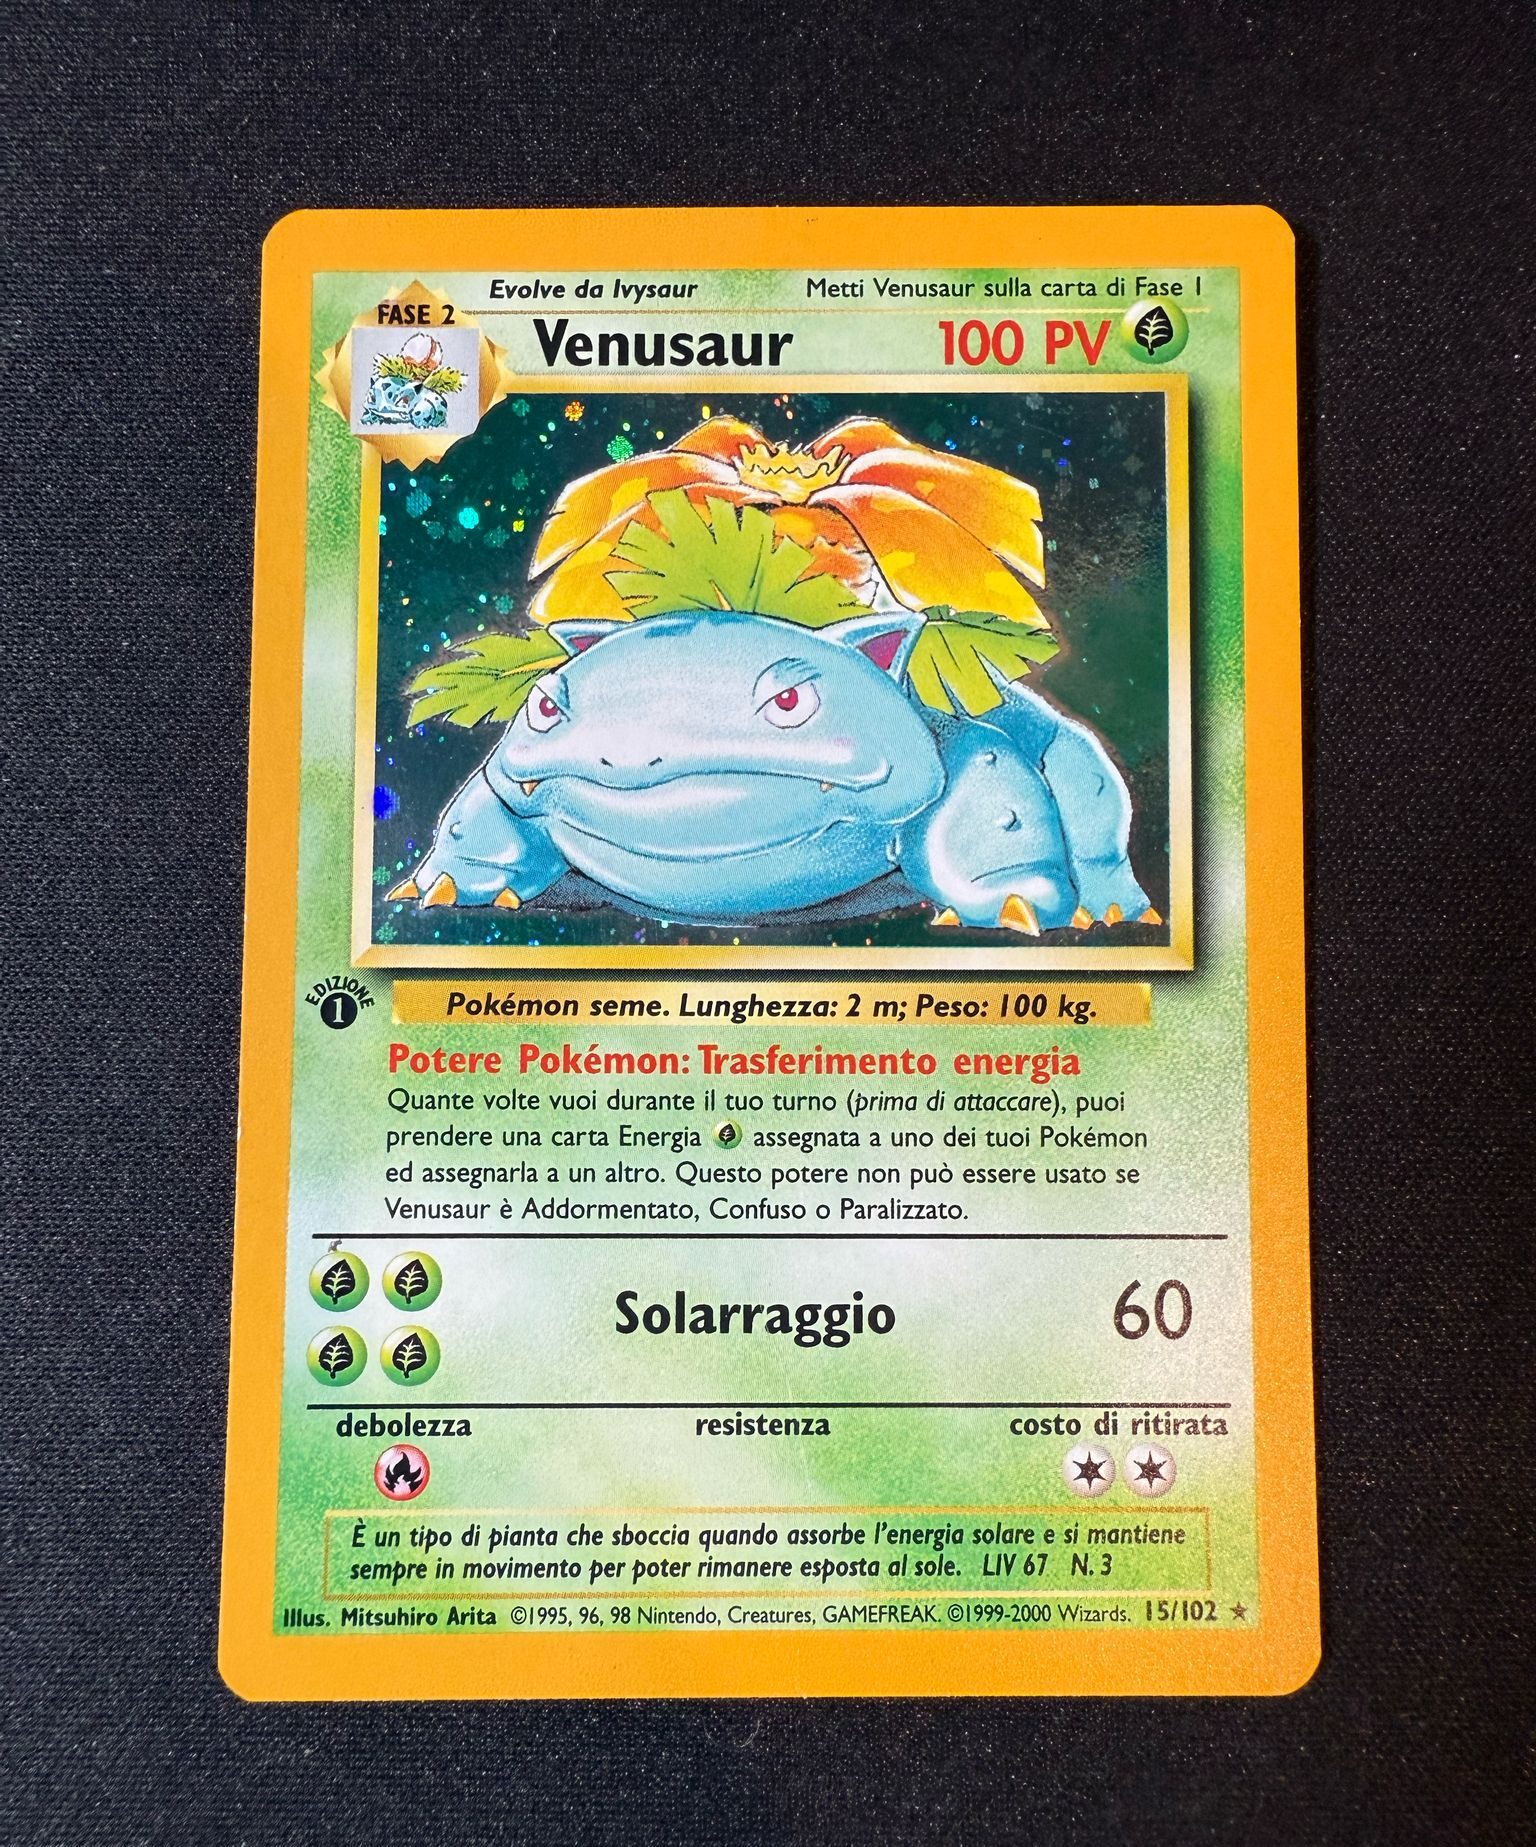 Evolve da Ivysaur Metti Venusaur sulla carta di Fase 1
FASE 2
Venusaur 100 PV
EDIZIONE
1
Pokémon seme. Lunghezza: 2 m; Peso: 100 kg.
Potere Pokémon: Trasferimento energia
Quante volte vuoi durante il tuo turno (prima di attaccare), puoi
prendere una carta Energia assegnata a uno dei tuoi Pokémon
ed assegnarla a un altro. Questo potere non può essere usato se
Venusaur è Addormentato, Confuso o Paralizzato.
Solarraggio 60
debolezza resistenza costo di ritirata
È un tipo di pianta che sboccia quando assorbe l'energia solare e si mantiene
sempre in movimento per poter rimanere esposta al sole. LIV 67 N. 3
Illus. Mitsuhiro Arita ©1995, 96, 98 Nintendo, Creatures, GAMEFREAK. ©1999-2000 Wizards. 15/102 ★